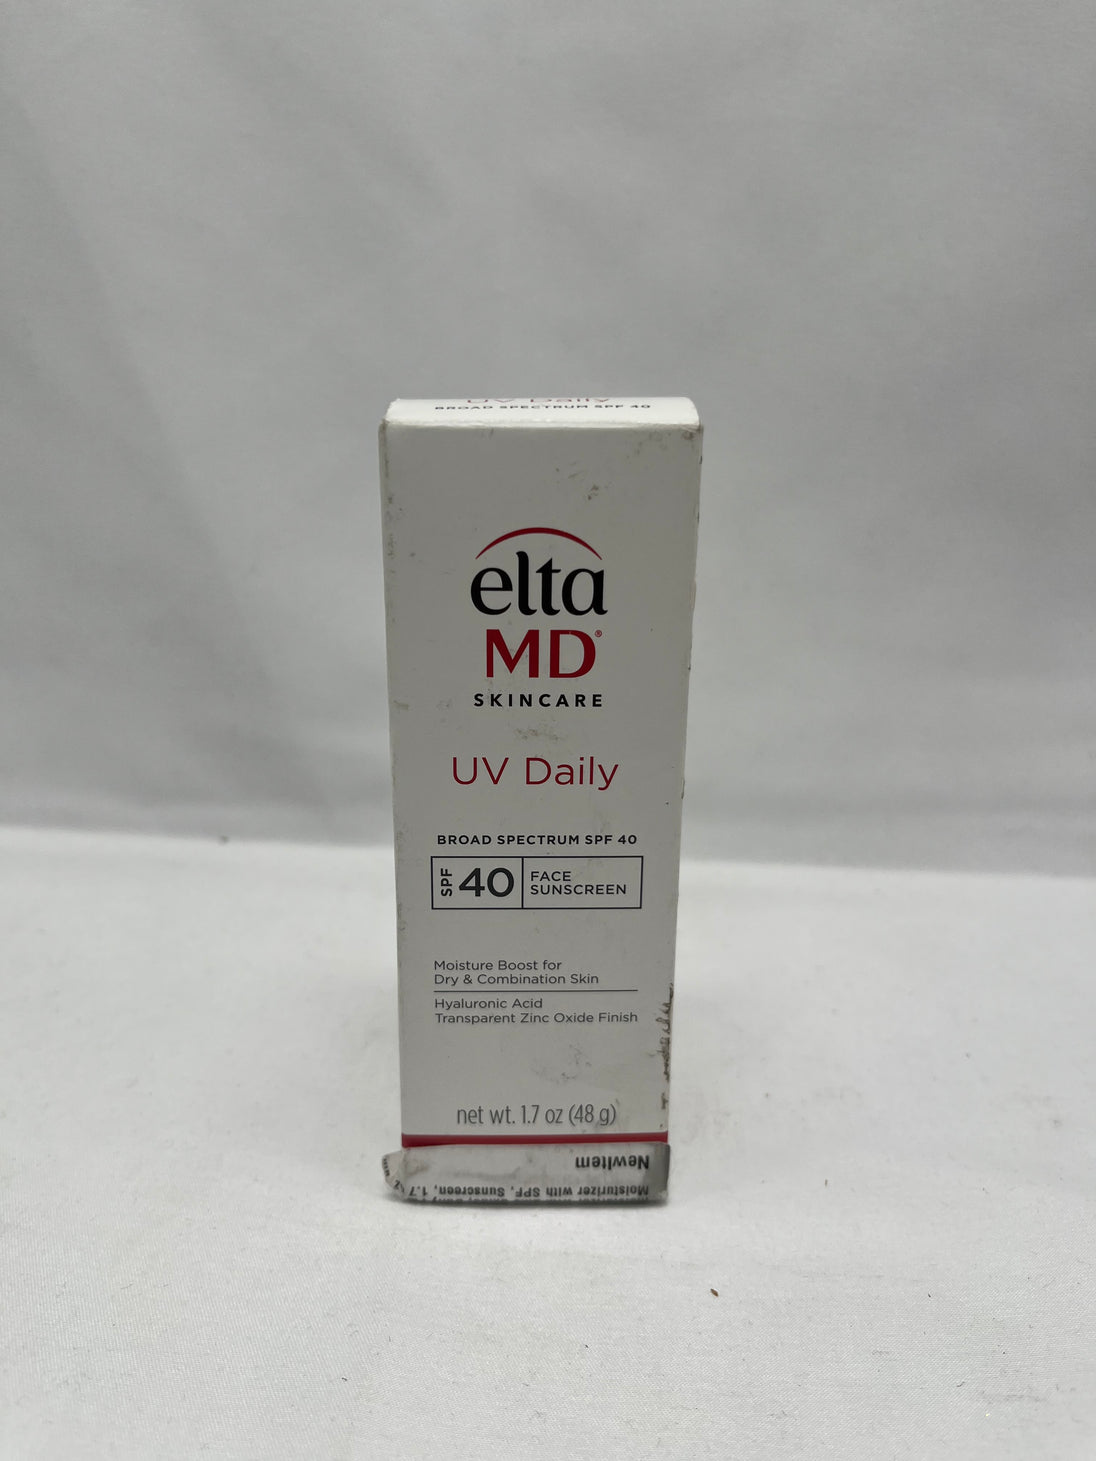 UV Daily
BROAD SPECTRUM SPF 40
elta
MD®
SKINCARE
UV Daily
BROAD SPECTRUM SPF 40
SPF 40
FACE
SUNSCREEN
Moisture Boost for
Dry & Combination Skin
Hyaluronic Acid
Transparent Zinc Oxide Finish
net wt. 1.7 oz (48 g)
NewItem
Moisturizer with SPF, Sunscreen, 1.7